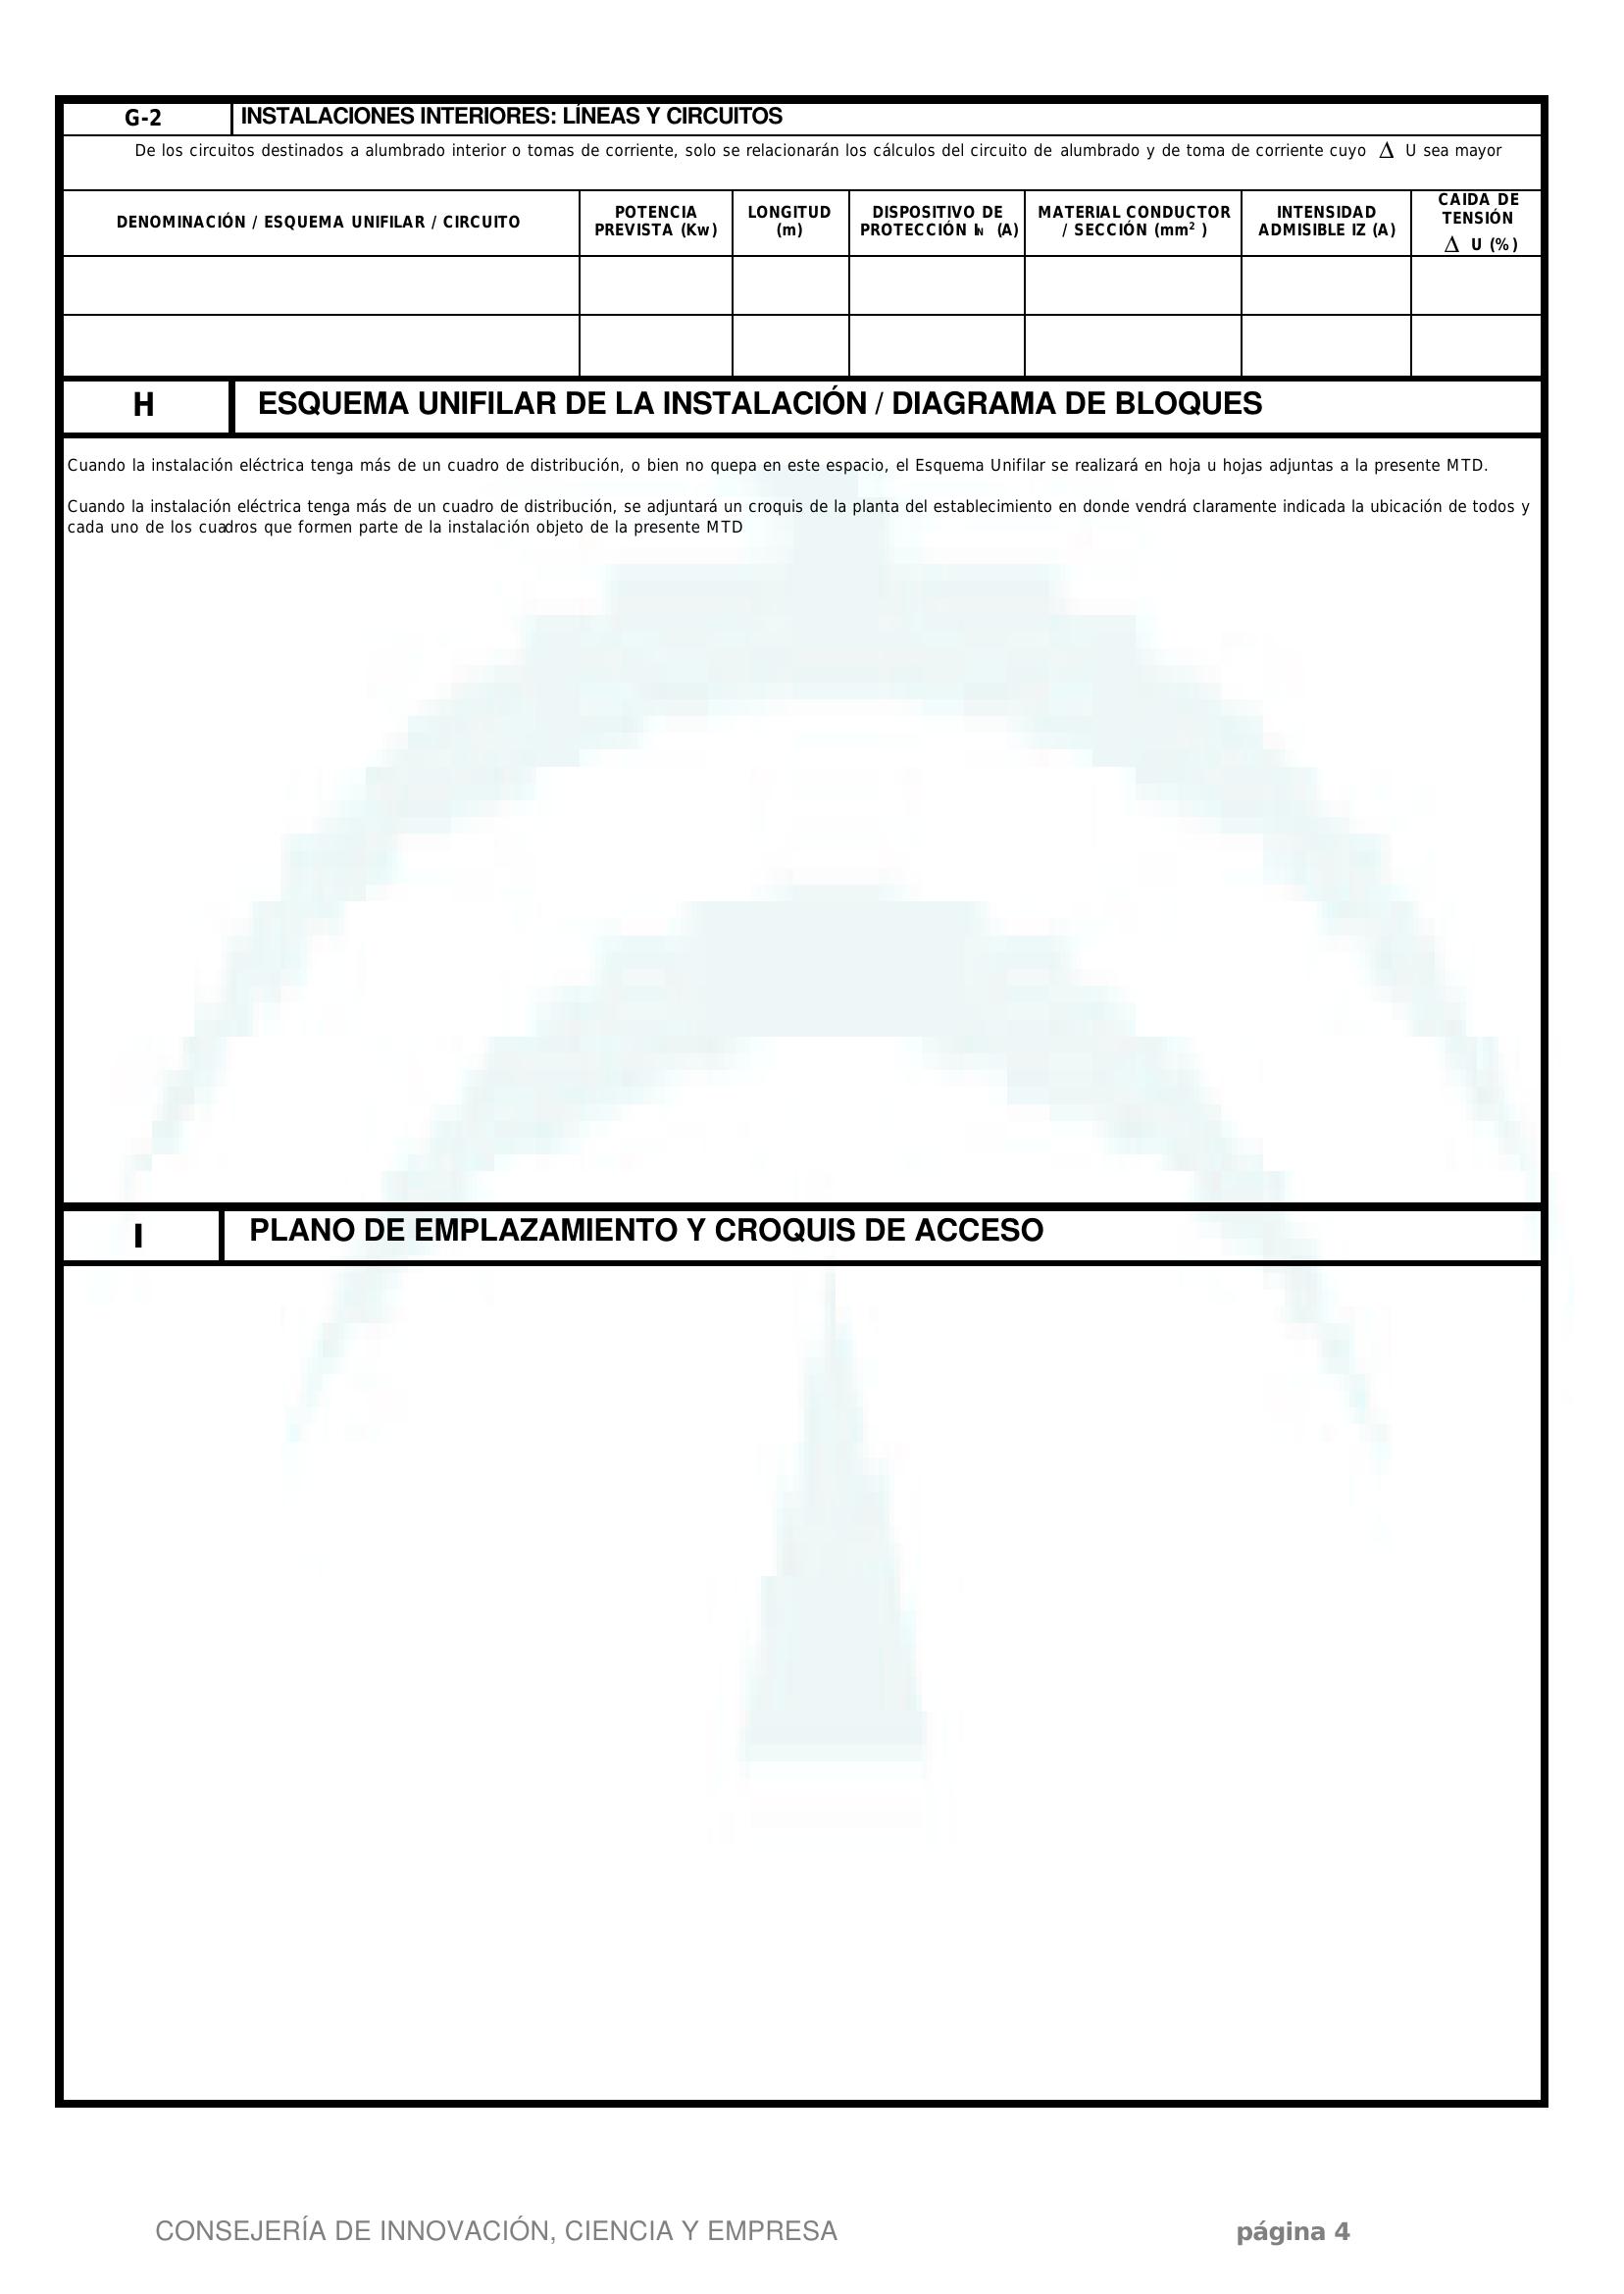 G-2 INSTALACIONES INTERIORES: LÍNEAS Y CIRCUITOS
De los circuitos destinados a alumbrado interior o tomas de corriente, solo se relacionarán los cálculos del circuito de alumbrado y de toma de corriente cuyo Δ U sea mayor
DENOMINACIÓN / ESQUEMA UNIFILAR / CIRCUITO
POTENCIA
PREVISTA (Kw)
LONGITUD
(m)
DISPOSITIVO DE
PROTECCIÓN IN (A)
MATERIAL CONDUCTOR
/ SECCIÓN (mm² )
INTENSIDAD
ADMISIBLE IZ (A)
CAIDA DE
TENSIÓN
Δ U (%)
H ESQUEMA UNIFILAR DE LA INSTALACIÓN / DIAGRAMA DE BLOQUES
Cuando la instalación eléctrica tenga más de un cuadro de distribución, o bien no quepa en este espacio, el Esquema Unifilar se realizará en hoja u hojas adjuntas a la presente MTD.
Cuando la instalación eléctrica tenga más de un cuadro de distribución, se adjuntará un croquis de la planta del establecimiento en donde vendrá claramente indicada la ubicación de todos y
cada uno de los cuadros que formen parte de la instalación objeto de la presente MTD
I PLANO DE EMPLAZAMIENTO Y CROQUIS DE ACCESO
CONSEJERÍA DE INNOVACIÓN, CIENCIA Y EMPRESA página 4